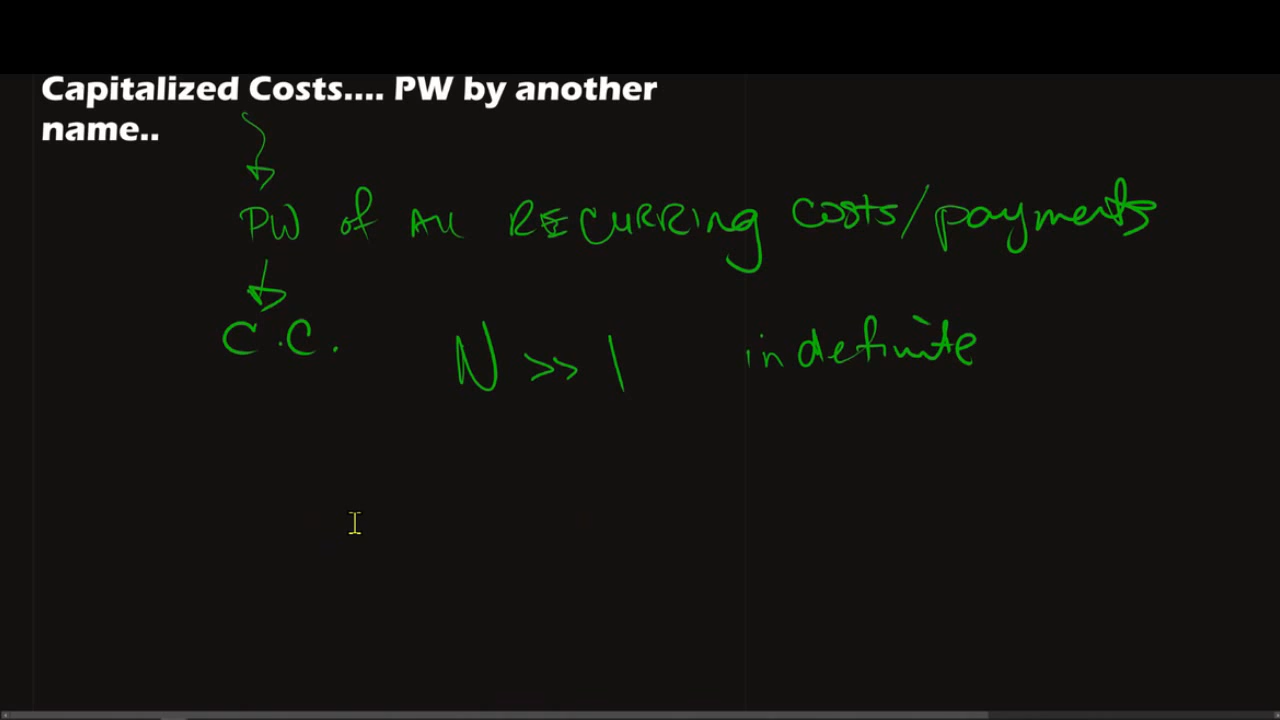 Capitalized Costs.... PW by another
name..
PW of All RECURRing costs/payments
C.C. N >> 1 indefinite